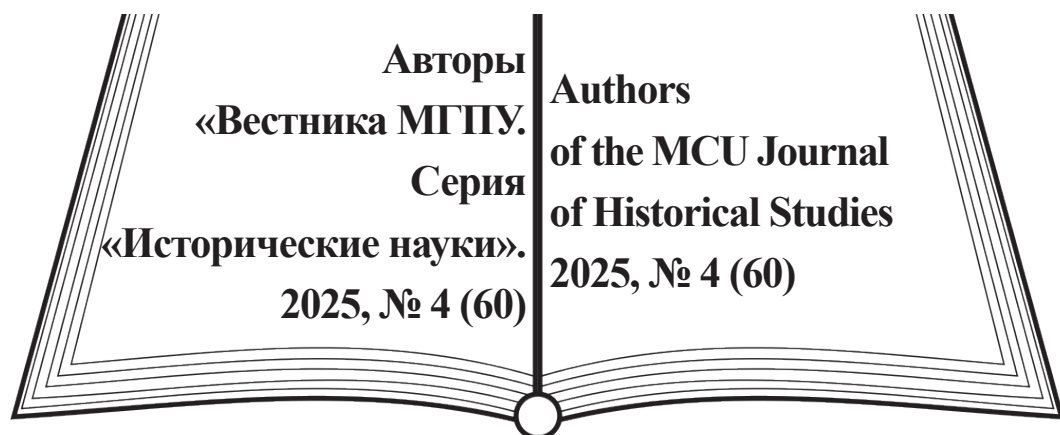 Авторы
«Вестника МГПУ.
Серия
«Исторические науки».
2025, № 4 (60)
Authors
of the MCU Journal
of Historical Studies
2025, № 4 (60)